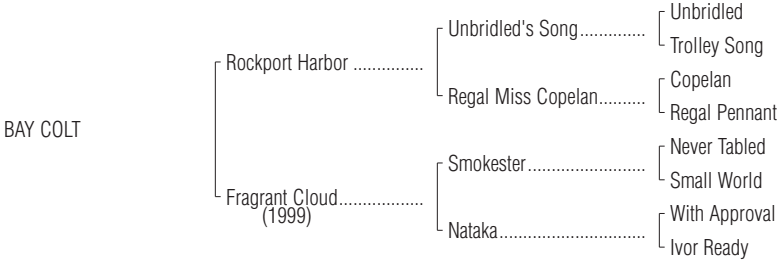 Unbridled
Unbridled's Song..............
Trolley Song
Rockport Harbor ...............
Copelan
Regal Miss Copelan..........
Regal Pennant
BAY COLT
Never Tabled
Smokester.........................
Small World
Fragrant Cloud..................
(1999)
With Approval
Nataka...............................
Ivor Ready